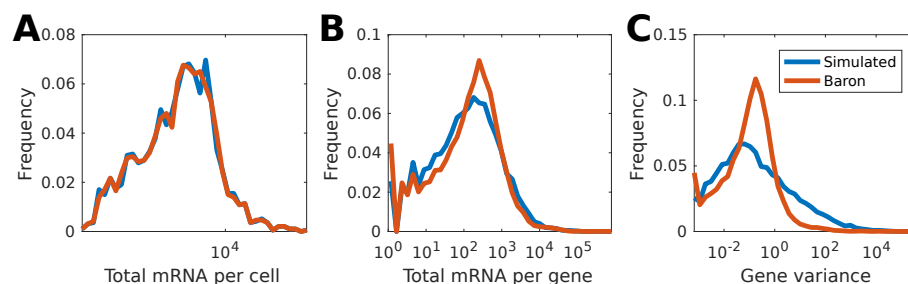 A
0.08
0.06
0.04
0.02
0
Frequency
10^4
Total mRNA per cell
B
0.1
0.08
0.06
0.04
0.02
0
Frequency
10^0 10^1 10^2 10^3 10^4 10^5
Total mRNA per gene
C
0.15
0.1
0.05
0
Frequency
10^-2 10^0 10^2 10^4
Gene variance
Simulated
Baron